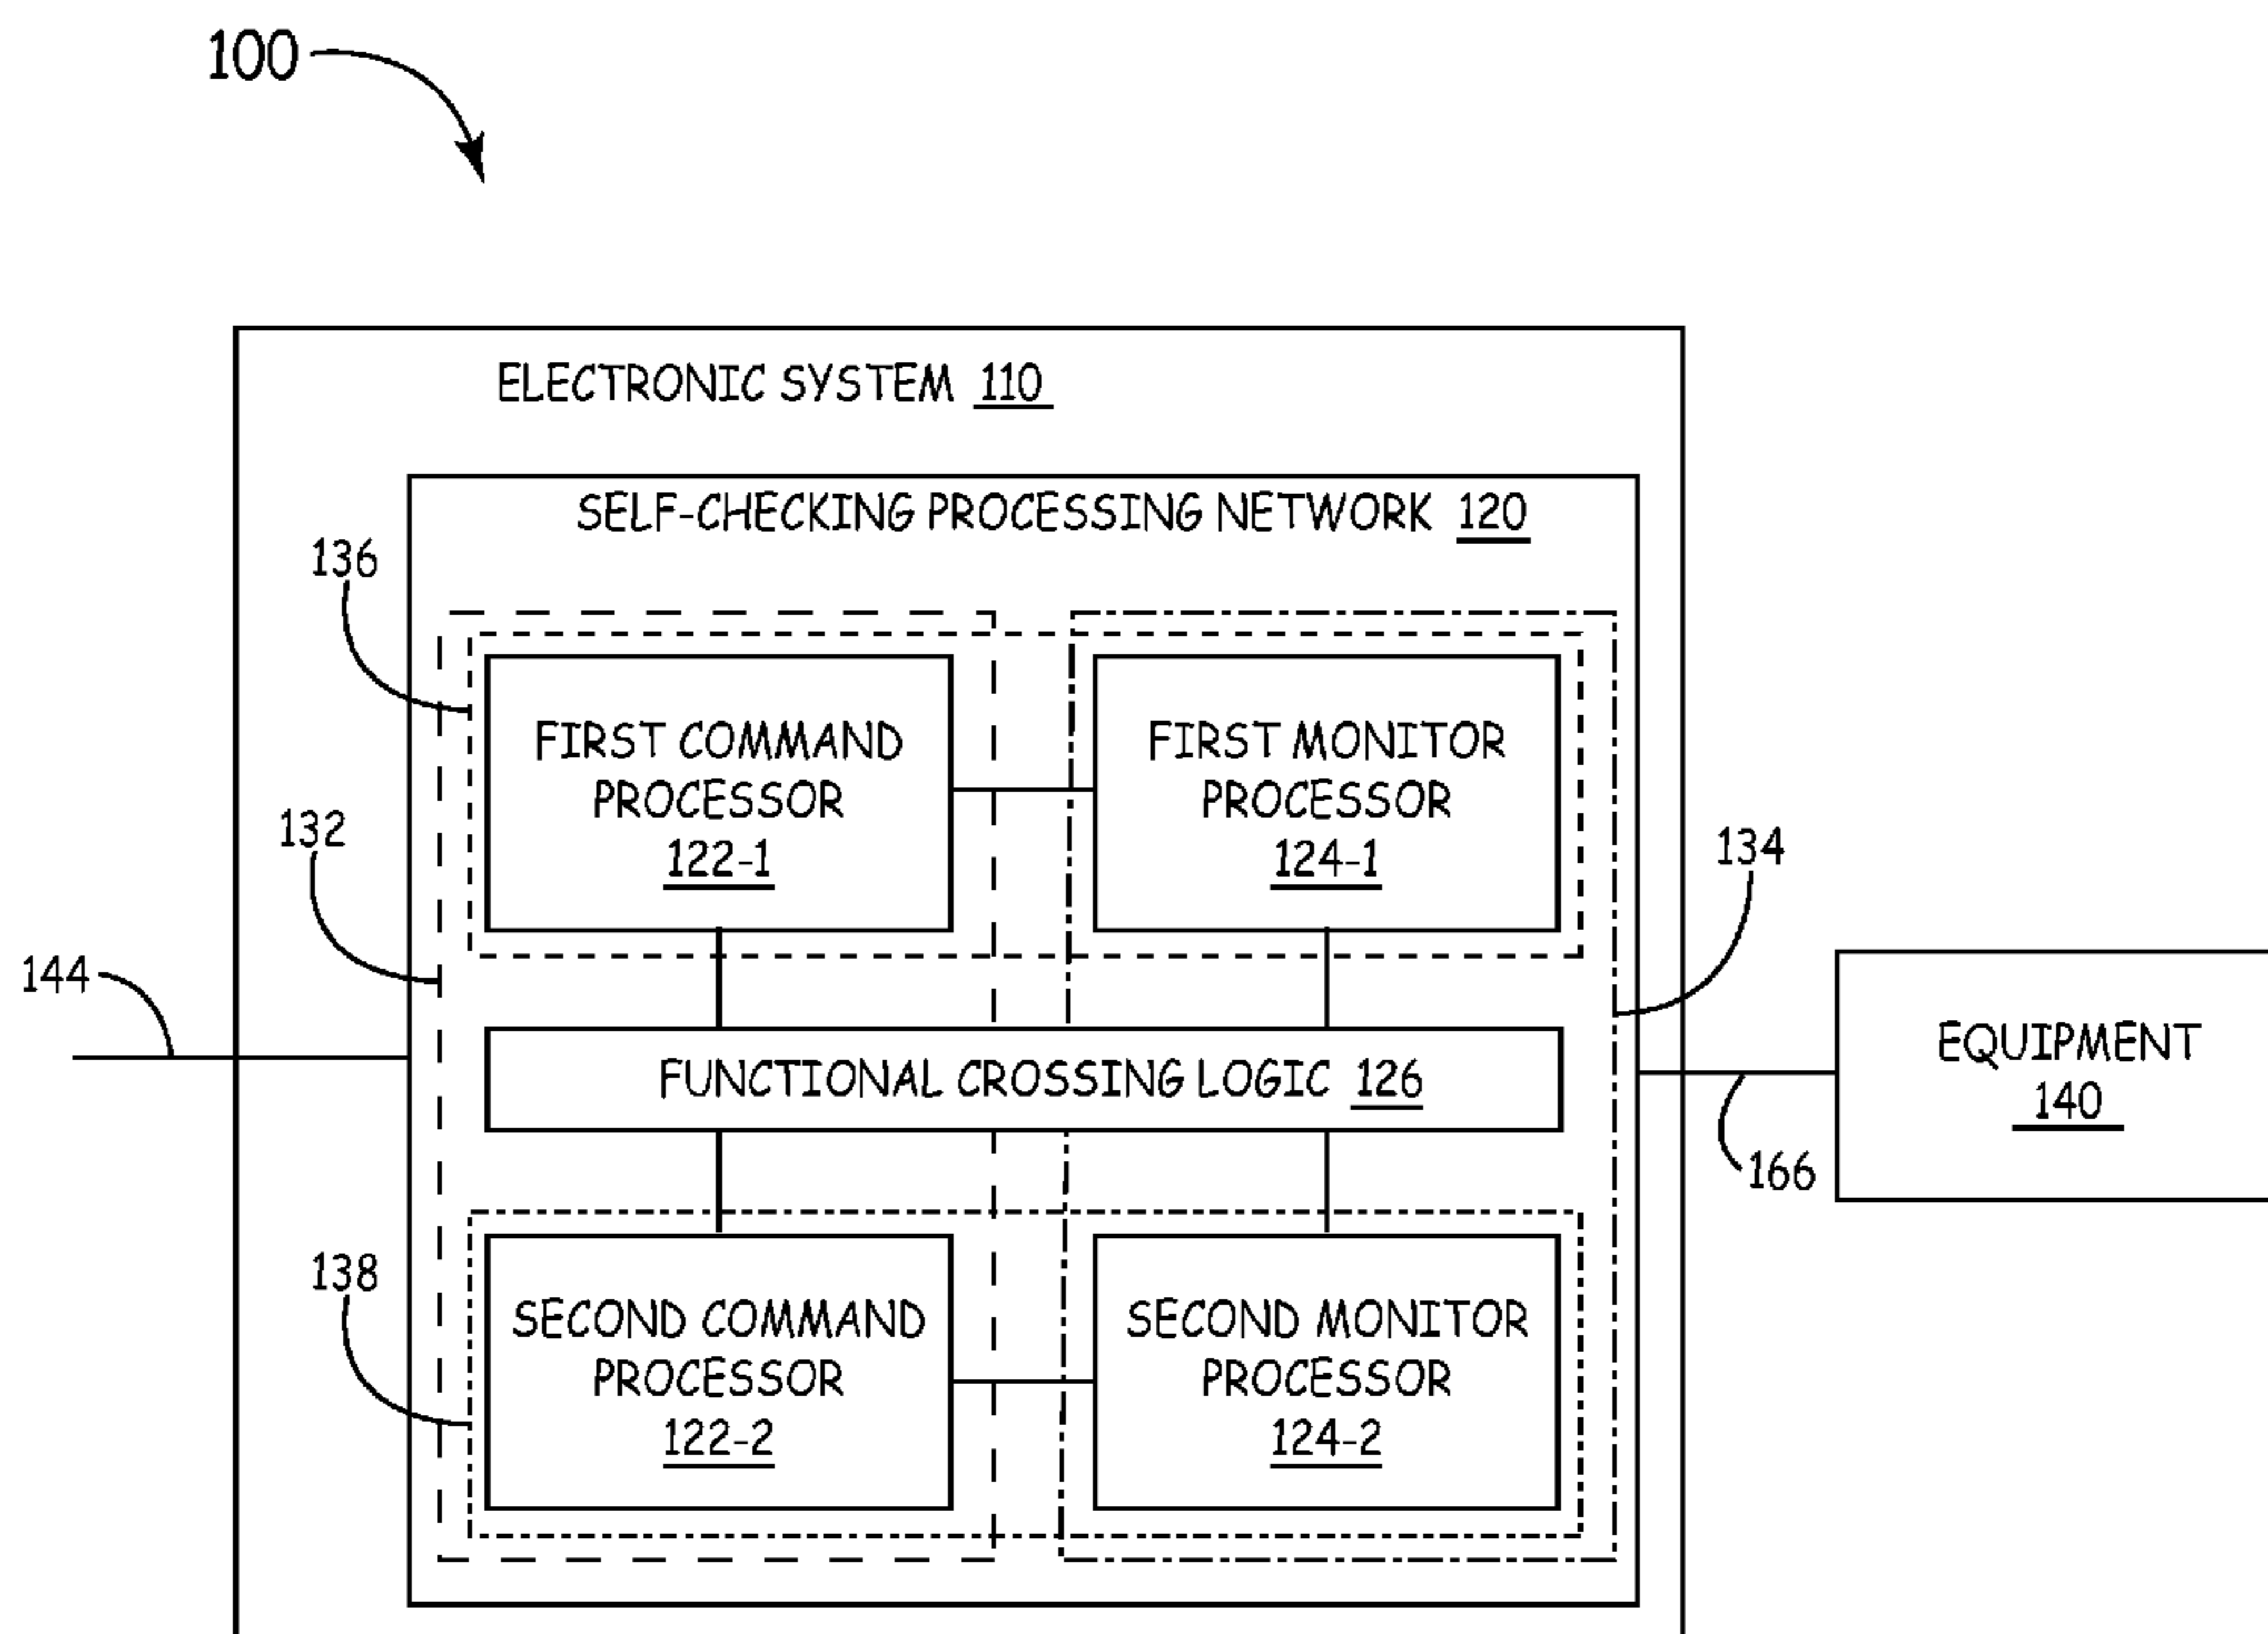 100
ELECTRONIC SYSTEM 110
SELF-CHECKING PROCESSING NETWORK 120
136
FIRST COMMAND
PROCESSOR
122-1
FIRST MONITOR
PROCESSOR
124-1
132
134
144
FUNCTIONAL CROSSING LOGIC 126
EQUIPMENT
140
166
138
SECOND COMMAND
PROCESSOR
122-2
SECOND MONITOR
PROCESSOR
124-2